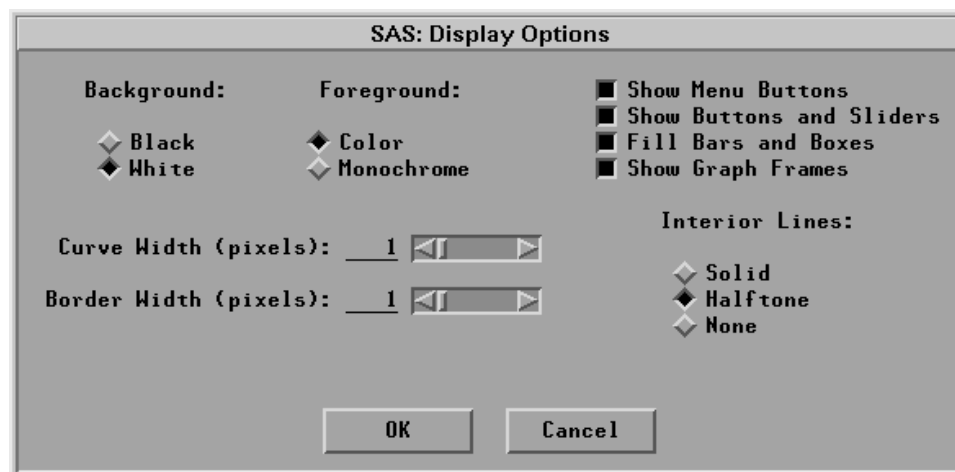 SAS: Display Options
Background:
Black
White
Foreground:
Color
Monochrome
Show Menu Buttons
Show Buttons and Sliders
Fill Bars and Boxes
Show Graph Frames
Curve Width (pixels): 1
Border Width (pixels): 1
Interior Lines:
Solid
Halftone
None
OK
Cancel